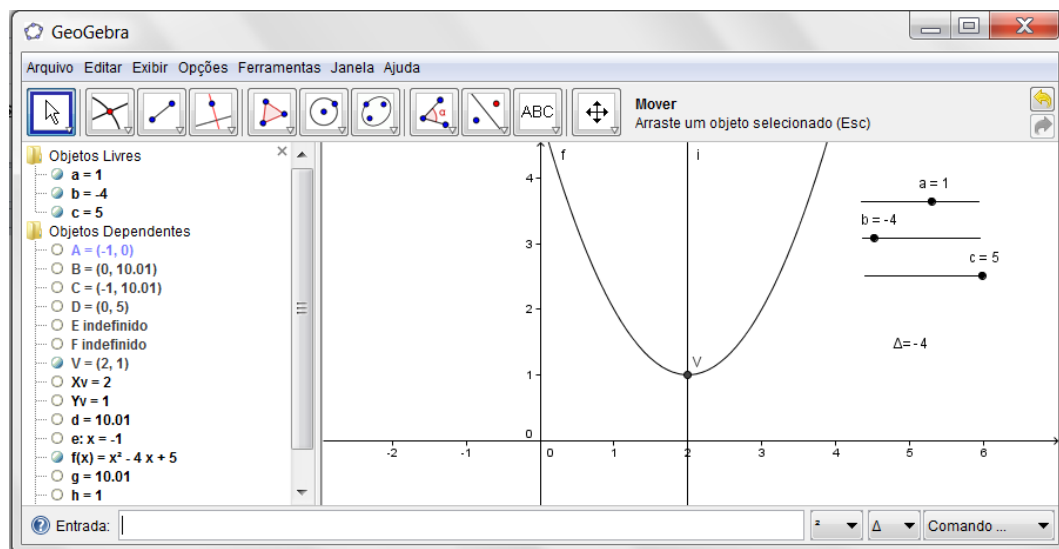 GeoGebra
Arquivo Editar Exibir Opções Ferramentas Janela Ajuda
ABC
α
Mover
Arraste um objeto selecionado (Esc)
Objetos Livres
a = 1
b = -4
c = 5
Objetos Dependentes
A = (-1, 0)
B = (0, 10.01)
C = (-1, 10.01)
D = (0, 5)
E indefinido
F indefinido
V = (2, 1)
Xv = 2
Yv = 1
d = 10.01
e: x = -1
f(x) = x² - 4 x + 5
g = 10.01
h = 1
f
i
4
3
2
1
0
-2
-1
0
1
2
3
4
5
6
V
a = 1
b = -4
c = 5
Δ=-4
Entrada:
²
Δ
Comando ...